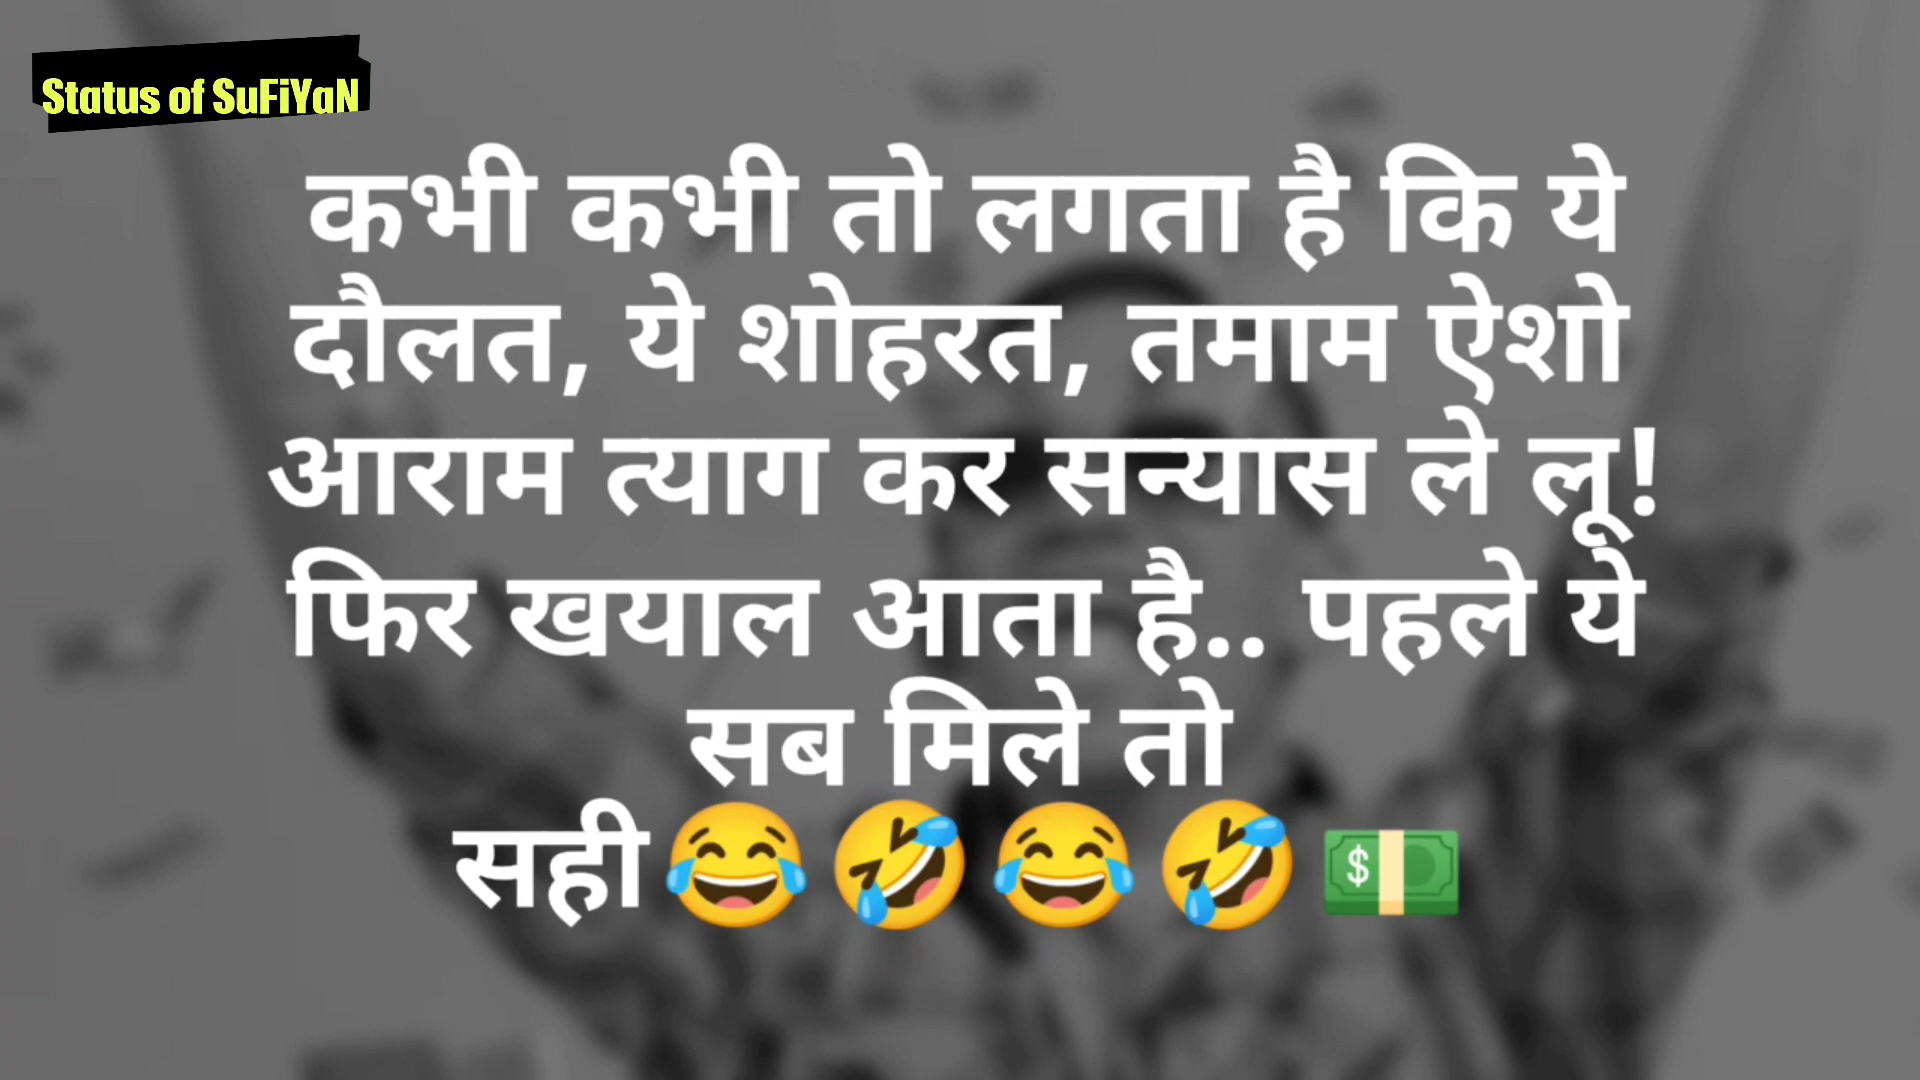 Status of SuFiYaN
कभी कभी तो लगता है कि ये
दौलत, ये शोहरत, तमाम ऐशो
आराम त्याग कर सन्यास ले लू!
फिर खयाल आता है.. पहले ये
सब मिले तो
सही😂🤣😂🤣💵